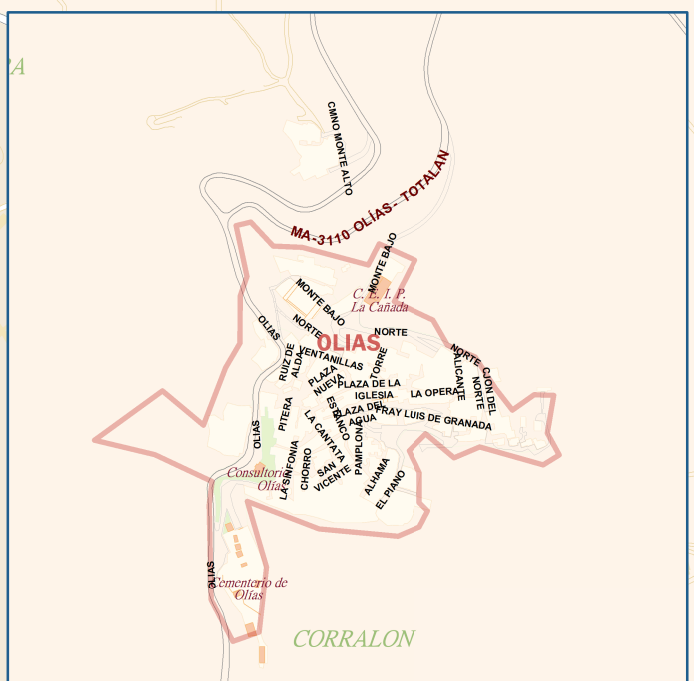 RA
CMNO MONTE ALTO
MA-3110 OLÍAS- TOTALAN
MONTE BAJO
C. E. I. P.
La Cañada
MONTE BAJO
OLIAS
NORTE
NORTE
OLIAS
VENTANILLAS
RUIZ DE
ALDA
TORRE
NORTE
PLAZA
NUEVA
PLAZA DE LA
IGLESIA
ALICANTE
CJON DEL
NORTE
LA OPERA
PITERA
ESTANCO
PLAZA DEL
AGUA
FRAY LUIS DE GRANADA
LA CANTATA
OLIAS
PAMPLONA
LA SINFONIA
CHORRO
SAN
VICENTE
ALHAMA
EL PIANO
Consultorio
Olías
OLIAS
Cementerio de
Olías
CORRALON